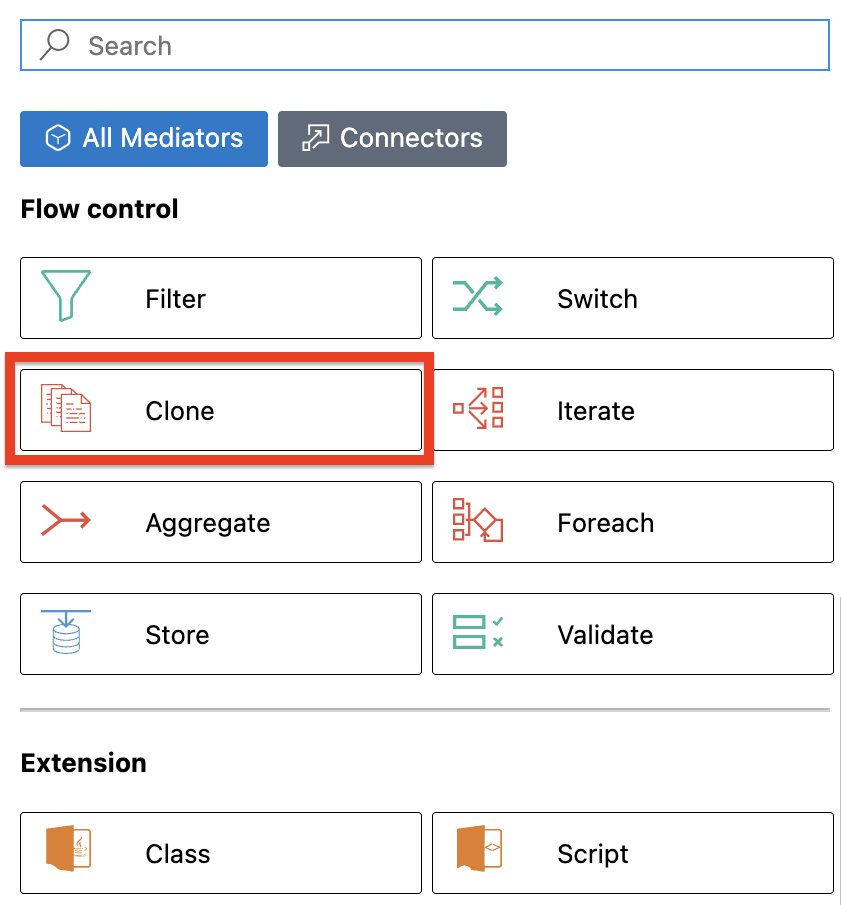 Search
All Mediators Connectors
Flow control
Filter Switch
Clone Iterate
Aggregate Foreach
Store Validate
Extension
Class Script